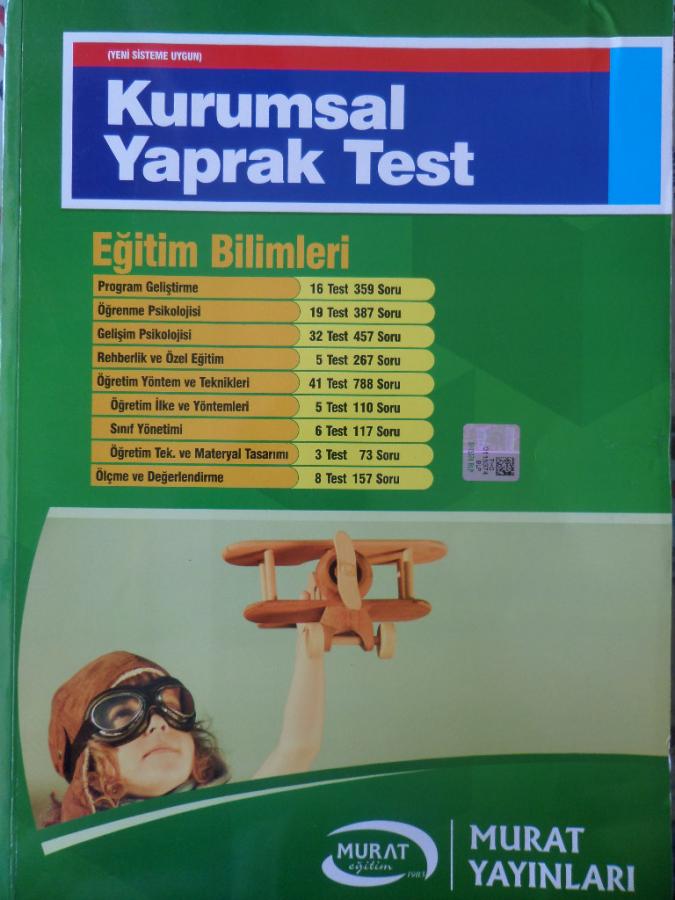 (YENİ SİSTEME UYGUN)
Kurumsal
Yaprak Test
Eğitim Bilimleri
Program Geliştirme 16 Test 359 Soru
Öğrenme Psikolojisi 19 Test 387 Soru
Gelişim Psikolojisi 32 Test 457 Soru
Rehberlik ve Özel Eğitim 5 Test 267 Soru
Öğretim Yöntem ve Teknikleri 41 Test 788 Soru
Öğretim İlke ve Yöntemleri 5 Test 110 Soru
Sınıf Yönetimi 6 Test 117 Soru
Öğretim Tek. ve Materyal Tasarımı 3 Test 73 Soru
Ölçme ve Değerlendirme 8 Test 157 Soru
MURAT
eğitim
1983
MURAT
YAYINLARI